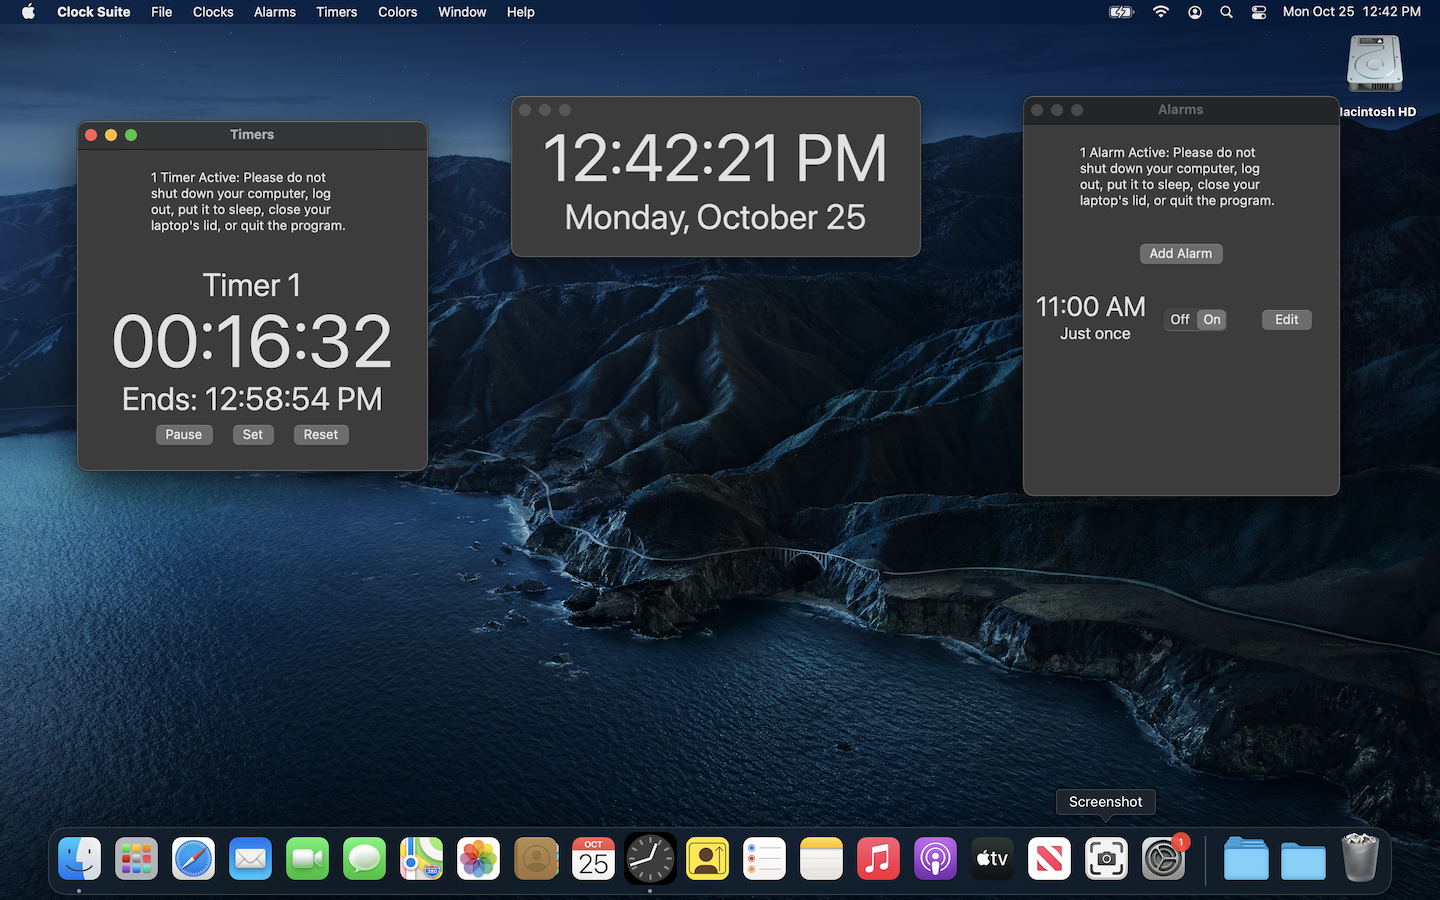 Clock Suite File Clocks Alarms Timers Colors Window Help Mon Oct 25 12:42 PM
acintosh HD
Timers
1 Timer Active: Please do not
shut down your computer, log
out, put it to sleep, close your
laptop's lid, or quit the program.
Timer 1
00:16:32
Ends: 12:58:54 PM
Pause Set Reset
12:42:21 PM
Monday, October 25
Alarms
1 Alarm Active: Please do not
shut down your computer, log
out, put it to sleep, close your
laptop's lid, or quit the program.
Add Alarm
11:00 AM
Just once
Off On
Edit
Screenshot
280
OCT
25
tv
1